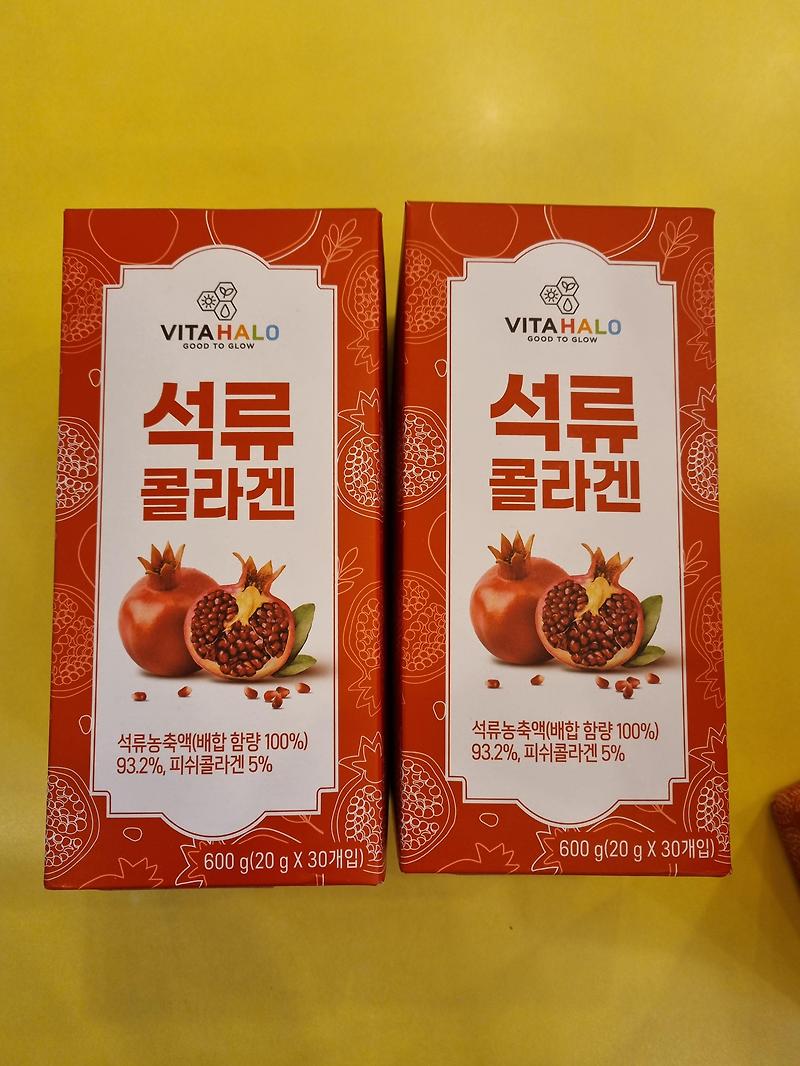 VITAHALO
GOOD TO GLOW
석류
콜라겐
석류농축액(배합 함량 100%)
93.2%, 피쉬콜라겐 5%
600 g(20 g X 30개입)
VITAHALO
GOOD TO GLOW
석류
콜라겐
석류농축액(배합 함량 100%)
93.2%, 피쉬콜라겐 5%
600 g(20 g X 30개입)